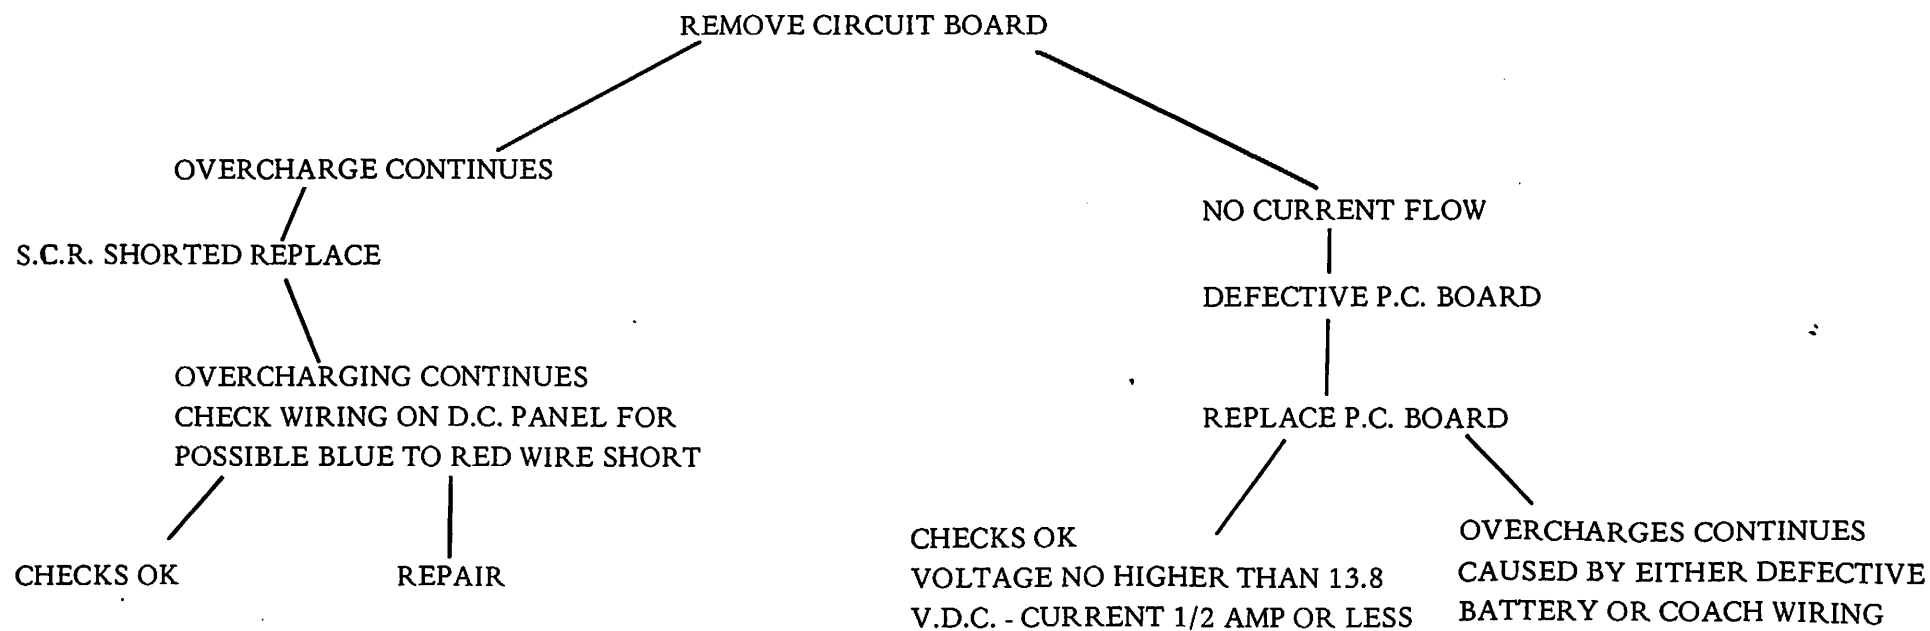 REMOVE CIRCUIT BOARD
OVERCHARGE CONTINUES
S.C.R. SHORTED REPLACE
OVERCHARGING CONTINUES
CHECK WIRING ON D.C. PANEL FOR
POSSIBLE BLUE TO RED WIRE SHORT
CHECKS OK
REPAIR
NO CURRENT FLOW
DEFECTIVE P.C. BOARD
REPLACE P.C. BOARD
CHECKS OK
VOLTAGE NO HIGHER THAN 13.8
V.D.C. - CURRENT 1/2 AMP OR LESS
OVERCHARGES CONTINUES
CAUSED BY EITHER DEFECTIVE
BATTERY OR COACH WIRING